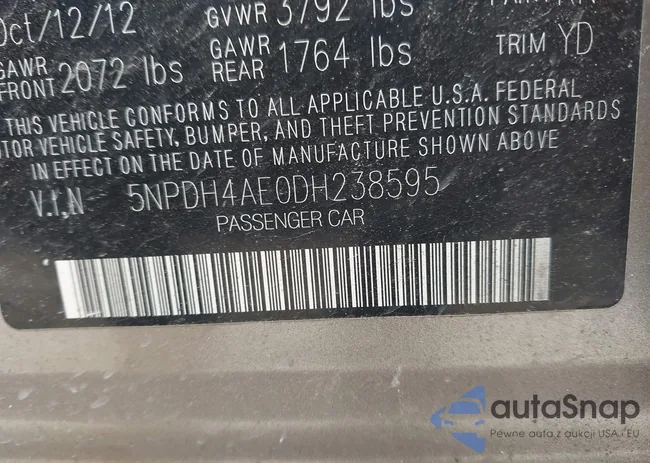 Oct/12/12 GVWR 3792 lbs
GAWR FRONT 2072 lbs GAWR REAR 1764 lbs TRIM YD
THIS VEHICLE CONFORMS TO ALL APPLICABLE U.S.A. FEDERAL
MOTOR VEHICLE SAFETY, BUMPER, AND THEFT PREVENTION STANDARDS
IN EFFECT ON THE DATE OF MANUFACTURE SHOWN ABOVE
V.I.N 5NPDH4AE0DH238595
PASSENGER CAR
autaSnap
Pewne auta z aukcji USA i EU